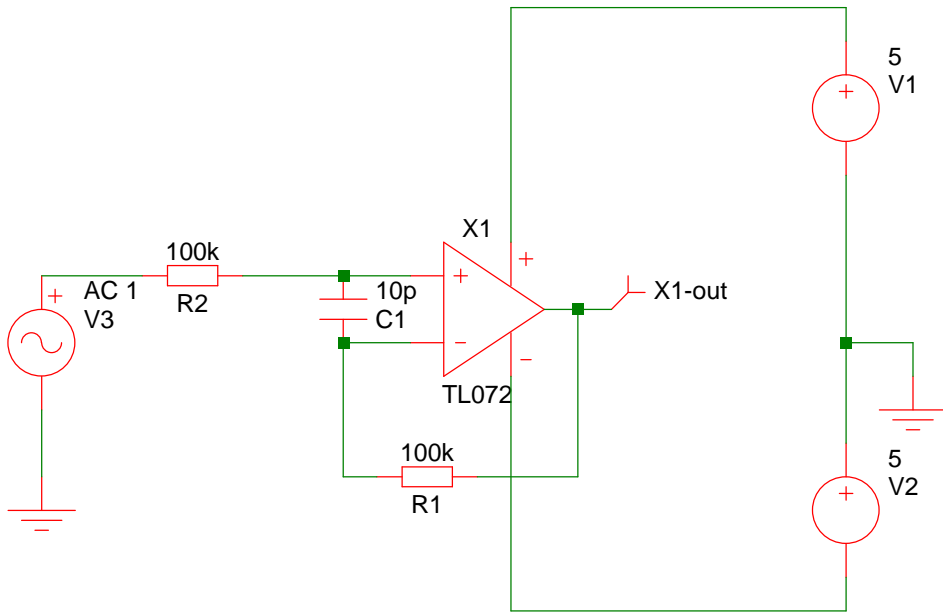 5
V1
X1
100k
R2
AC 1
V3
10p
C1
+
−
+
−
TL072
X1-out
100k
R1
5
V2
+
+
+